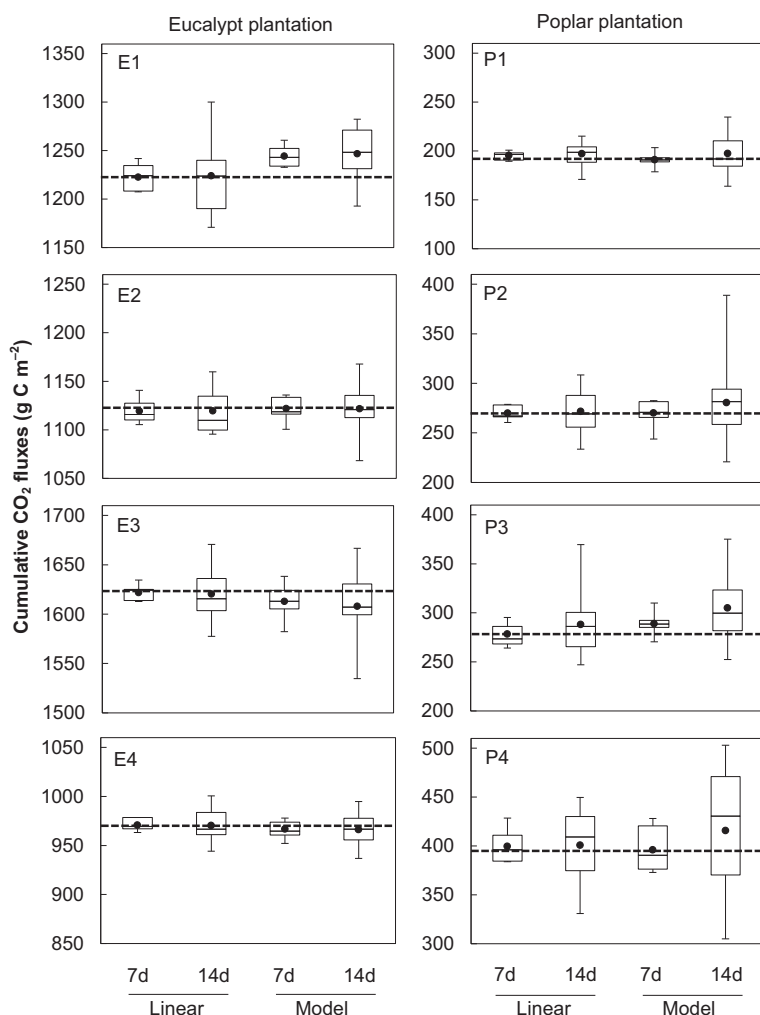 Eucalypt plantation
Poplar plantation
Cumulative CO₂ fluxes (g C m⁻²)
E1
1350
1300
1250
1200
1150
P1
300
250
200
150
100
E2
1250
1200
1150
1100
1050
P2
400
350
300
250
200
E3
1700
1650
1600
1550
1500
P3
400
350
300
250
200
E4
1050
1000
950
900
850
P4
500
450
400
350
300
7d 14d 7d 14d
Linear Model
7d 14d 7d 14d
Linear Model